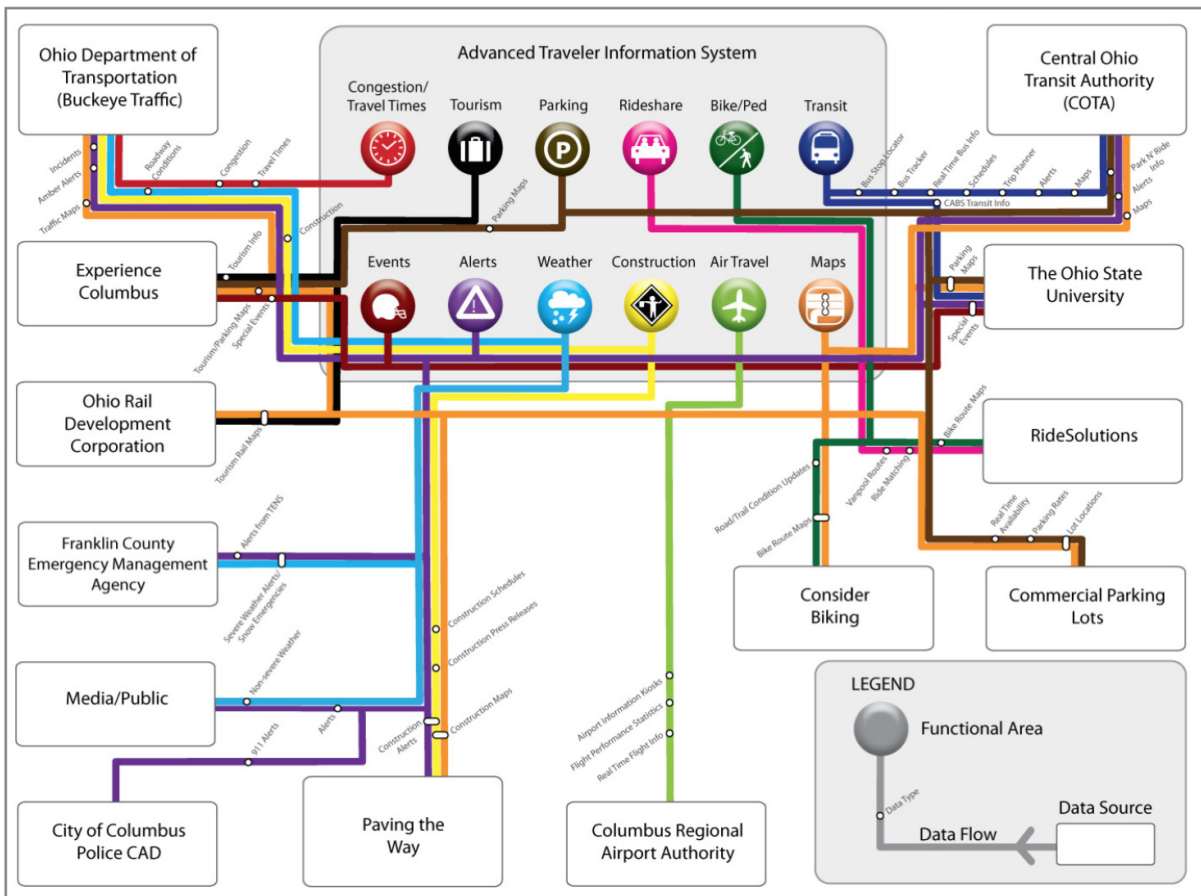 Ohio Department of
Transportation
(Buckeye Traffic)
Advanced Traveler Information System
Central Ohio
Transit Authority
(COTA)
Congestion/
Travel Times
Tourism
Parking
Rideshare
Bike/Ped
Transit
Incidents
Amber Alerts
Traffic Maps
Roadway
Conditions
Congestion
Travel Times
Construction
Parking Maps
Bus Stop Locator
Bus Tracker
Real Time Bus Info
Schedules
Trip Planner
Alerts
Maps
CABS Transit Info
Park N' Ride
Info
Alerts
Maps
Experience
Columbus
Tourism Info
Tourism/Parking Maps
Special Events
Events
Alerts
Weather
Construction
Air Travel
Maps
Parking
Maps
Special
Events
The Ohio State
University
Ohio Rail
Development
Corporation
Tourism Rail Maps
RideSolutions
Bike Route Maps
Vanpool Routes
Ride Matching
Road/Trail Condition Updates
Bike Route Maps
Real Time
Availability
Parking Rates
Lot Locations
Franklin County
Emergency Management
Agency
Alerts from TENS
Severe Weather Alerts/
Snow Emergencies
Consider
Biking
Commercial Parking
Lots
Construction Schedules
Construction Press Releases
Construction Maps
Construction
Alerts
Media/Public
Non-severe Weather
Alerts
911 Alerts
Airport Information Kiosks
Flight Performance Statistics
Real Time Flight Info
City of Columbus
Police CAD
Paving the
Way
Columbus Regional
Airport Authority
LEGEND
Functional Area
Data Type
Data Flow
Data Source